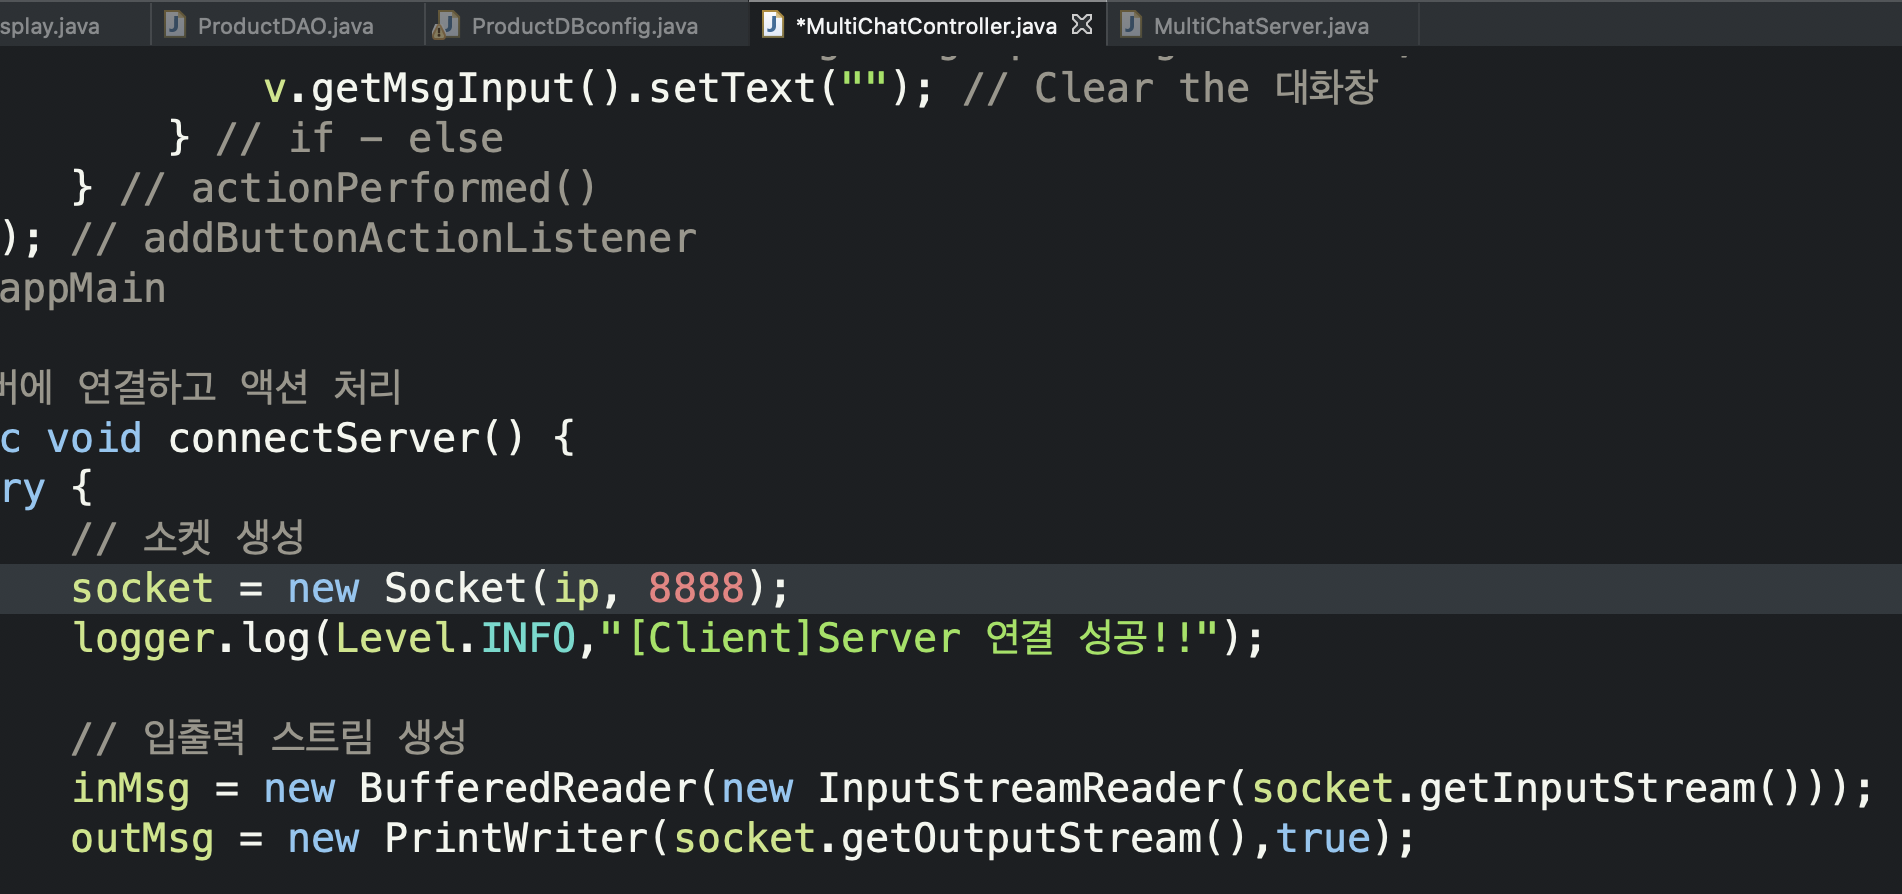 splay.java ProductDAO.java ProductDBconfig.java *MultiChatController.java MultiChatServer.java
v.getMsgInput().setText(""); // Clear the 대화창
} // if - else
} // actionPerformed()
); // addButtonActionListener
appMain
버에 연결하고 액션 처리
c void connectServer() {
ry {
// 소켓 생성
socket = new Socket(ip, 8888);
logger.log(Level.INFO,"[Client]Server 연결 성공!!");
// 입출력 스트림 생성
inMsg = new BufferedReader(new InputStreamReader(socket.getInputStream()));
outMsg = new PrintWriter(socket.getOutputStream(),true);